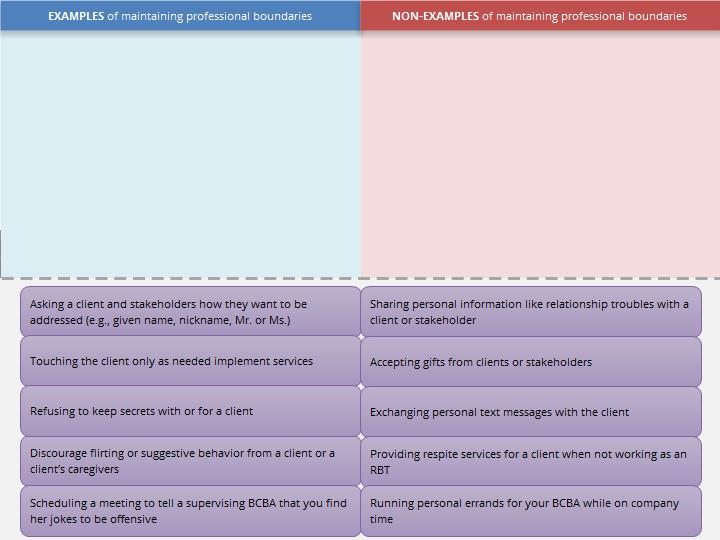 EXAMPLES of maintaining professional boundaries
NON-EXAMPLES of maintaining professional boundaries
Asking a client and stakeholders how they want to be
addressed (e.g., given name, nickname, Mr. or Ms.)
Sharing personal information like relationship troubles with a
client or stakeholder
Touching the client only as needed implement services
Accepting gifts from clients or stakeholders
Refusing to keep secrets with or for a client
Exchanging personal text messages with the client
Discourage flirting or suggestive behavior from a client or a
client’s caregivers
Providing respite services for a client when not working as an
RBT
Scheduling a meeting to tell a supervising BCBA that you find
her jokes to be offensive
Running personal errands for your BCBA while on company
time